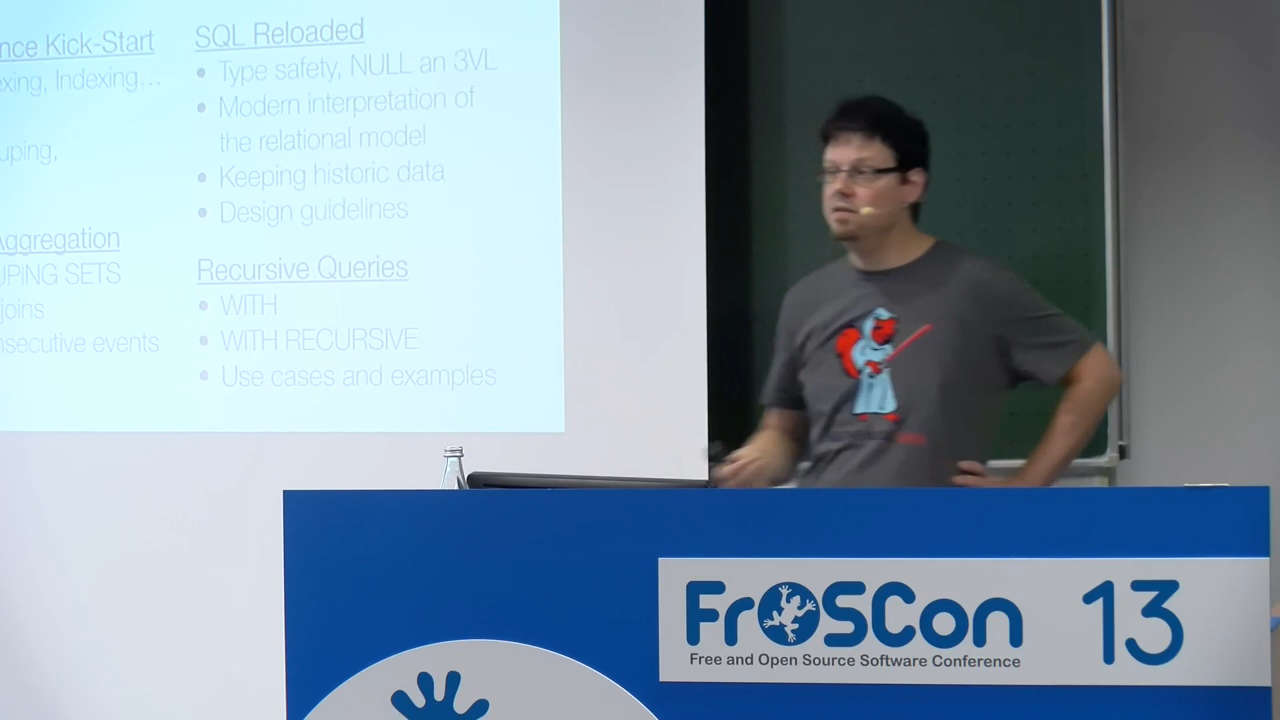 nce Kick-Start
exing, Indexing…
uping,
Aggregation
UPING SETS
joins
nsecutive events
SQL Reloaded
• Type safety, NULL an 3VL
• Modern interpretation of
the relational model
• Keeping historic data
• Design guidelines
Recursive Queries
• WITH
• WITH RECURSIVE
• Use cases and examples
FrOSCon 13
Free and Open Source Software Conference